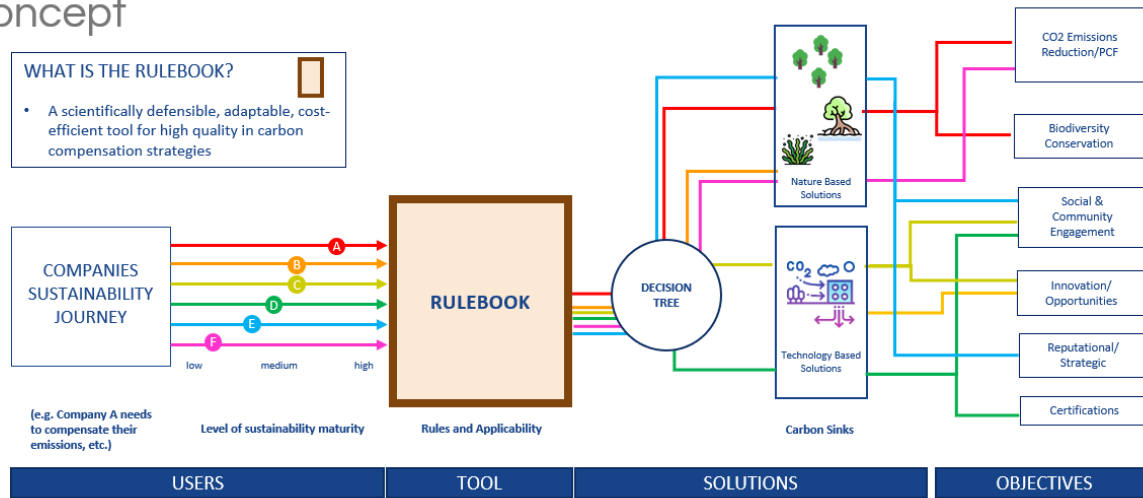 oncept
WHAT IS THE RULEBOOK?
• A scientifically defensible, adaptable, cost-
efficient tool for high quality in carbon
compensation strategies
COMPANIES
SUSTAINABILITY
JOURNEY
A
B
C
D
E
F
low medium high
(e.g. Company A needs
to compensate their
emissions, etc.)
Level of sustainability maturity
RULEBOOK
Rules and Applicability
DECISION
TREE
Nature Based
Solutions
CO2
Technology Based
Solutions
Carbon Sinks
CO2 Emissions
Reduction/PCF
Biodiversity
Conservation
Social &
Community
Engagement
Innovation/
Opportunities
Reputational/
Strategic
Certifications
USERS
TOOL
SOLUTIONS
OBJECTIVES